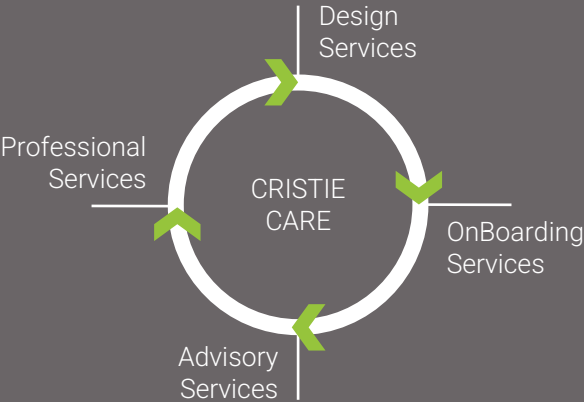 Design
Services
Professional
Services
CRISTIE
CARE
OnBoarding
Services
Advisory
Services